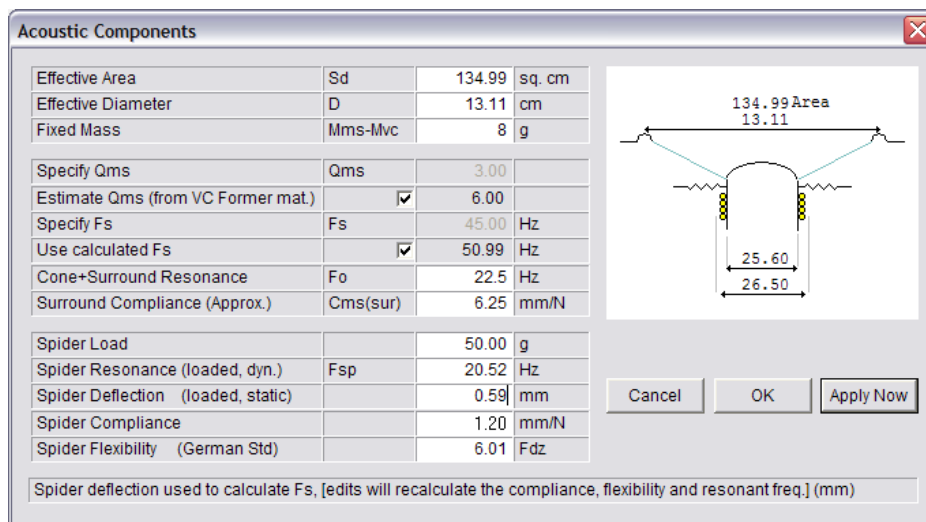 Acoustic Components
Effective Area Sd 134.99 sq. cm
Effective Diameter D 13.11 cm
Fixed Mass Mms-Mvc 8 g
Specify Qms Qms 3.00
Estimate Qms (from VC Former mat.) 6.00
Specify Fs Fs 45.00 Hz
Use calculated Fs 50.99 Hz
Cone+Surround Resonance Fo 22.5 Hz
Surround Compliance (Approx.) Cms(sur) 6.25 mm/N
Spider Load 50.00 g
Spider Resonance (loaded, dyn.) Fsp 20.52 Hz
Spider Deflection (loaded, static) 0.59 mm
Spider Compliance 1.20 mm/N
Spider Flexibility (German Std) 6.01 Fdz
134.99 Area
13.11
25.60
26.50
Cancel OK Apply Now
Spider deflection used to calculate Fs, [edits will recalculate the compliance, flexibility and resonant freq.] (mm)